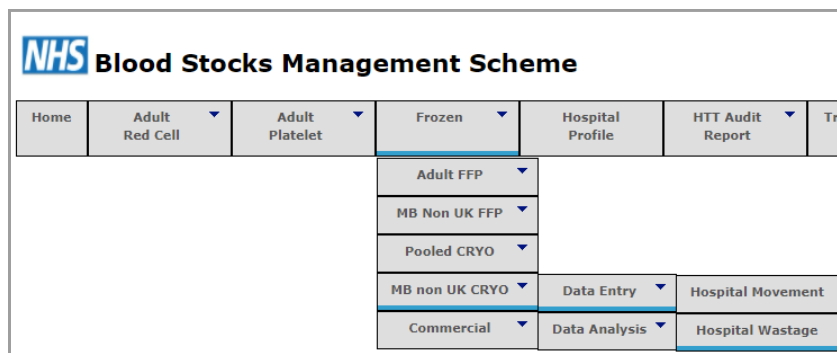 NHS Blood Stocks Management Scheme
Home Adult Red Cell Adult Platelet Frozen Hospital Profile HTT Audit Report Tr
Adult FFP
MB Non UK FFP
Pooled CRYO
MB non UK CRYO Data Entry Hospital Movement
Commercial Data Analysis Hospital Wastage